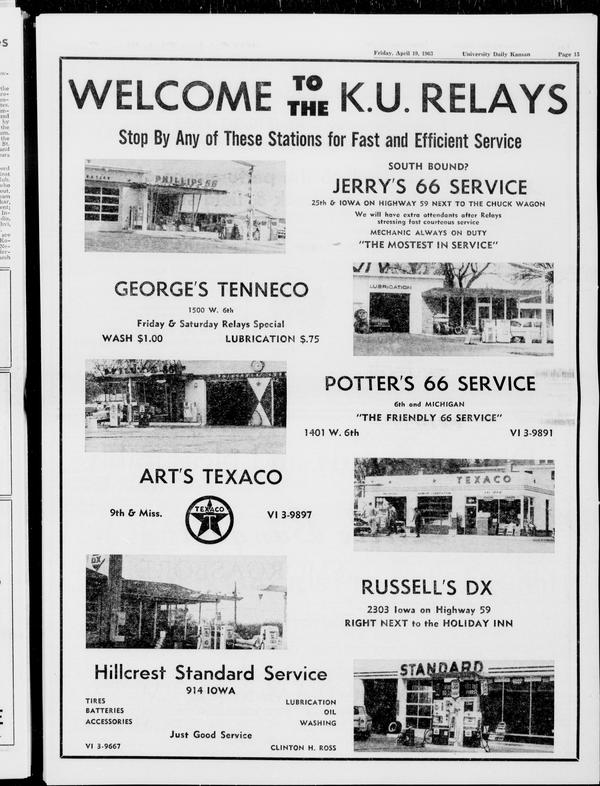 Friday, April 19, 1963 University Daily Kansan Page 15
WELCOME TO THE K.U. RELAYS
Stop By Any of These Stations for Fast and Efficient Service
PHILLIPS 66
SOUTH BOUND?
JERRY'S 66 SERVICE
25th & IOWA ON HIGHWAY 59 NEXT TO THE CHUCK WAGON
We will have extra attendants after Relays
stressing fast courteous service
MECHANIC ALWAYS ON DUTY
"THE MOSTEST IN SERVICE"
GEORGE'S TENNECO
1500 W. 6th
Friday & Saturday Relays Special
WASH $1.00 LUBRICATION $.75
LUBRICATION
POTTER'S 66 SERVICE
6th and MICHIGAN
"THE FRIENDLY 66 SERVICE"
1401 W. 6th VI 3-9891
ART'S TEXACO
9th & Miss. TEXACO VI 3-9897
TEXACO
DX
RUSSELL'S DX
2303 Iowa on Highway 59
RIGHT NEXT to the HOLIDAY INN
Hillcrest Standard Service
914 IOWA
TIRES LUBRICATION
BATTERIES OIL
ACCESSORIES WASHING
Just Good Service
VI 3-9667 CLINTON H. ROSS
STANDARD